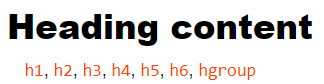 Heading content
h1, h2, h3, h4, h5, h6, hgroup